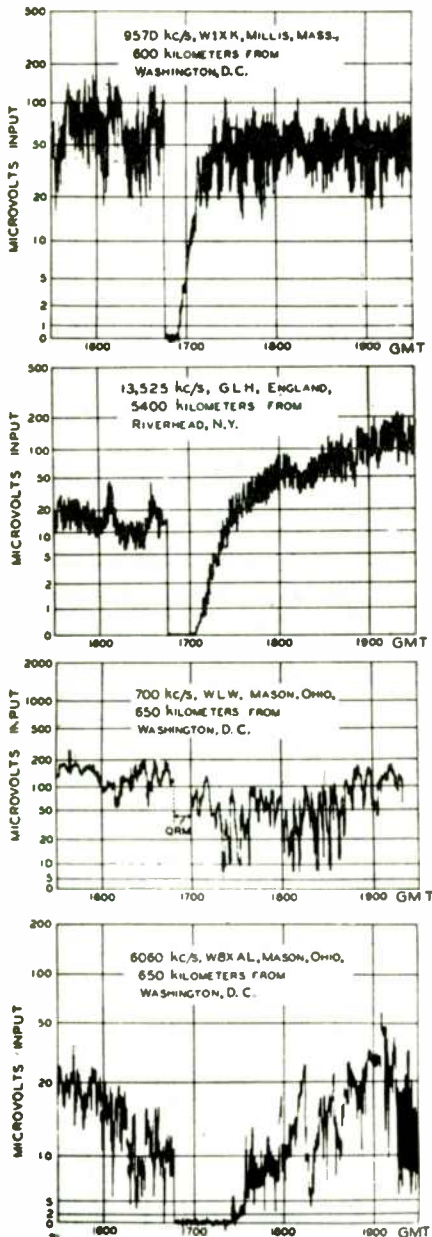 500
300
9570 kc/s, W1XK, MILLIS, MASS.,
600 KILOMETERS FROM
WASHINGTON, D.C.
100
50
20
10
5
2
1
0
MICROVOLTS INPUT
1600 1700 1800 1900 GMT
500
13,525 kc/s, GLH, ENGLAND,
5400 KILOMETERS FROM
RIVERHEAD, N.Y.
200
100
50
20
10
5
2
1
0
MICROVOLTS INPUT
1600 1700 1800 1900 GMT
2000
700 kc/s, WLW, MASON, OHIO,
650 KILOMETERS FROM
WASHINGTON, D.C.
1000
500
200
100
50
20
10
5
0
QRM
MICROVOLTS INPUT
1600 1700 1800 1900 GMT
200
6060 kc/s, W8XAL, MASON, OHIO,
650 KILOMETERS FROM
WASHINGTON, D.C.
100
50
20
10
5
2
0
MICROVOLTS INPUT
1600 1700 1800 1900 GMT